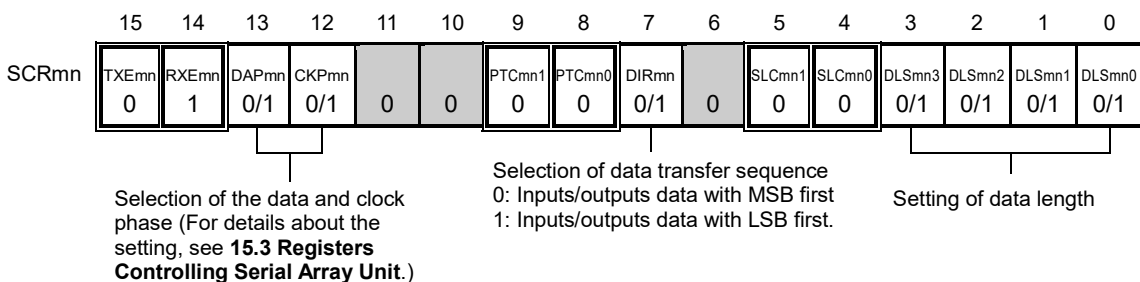 15 14 13 12 11 10 9 8 7 6 5 4 3 2 1 0
SCRmn TXEmn RXEmn DAPmn CKPmn PTCmn1 PTCmn0 DIRmn SLCmn1 SLCmn0 DLSmn3 DLSmn2 DLSmn1 DLSmn0
0 1 0/1 0/1 0 0 0 0 0/1 0 0 0 0/1 0/1 0/1 0/1
Selection of the data and clock
phase (For details about the
setting, see 15.3 Registers
Controlling Serial Array Unit.)
Selection of data transfer sequence
0: Inputs/outputs data with MSB first
1: Inputs/outputs data with LSB first.
Setting of data length